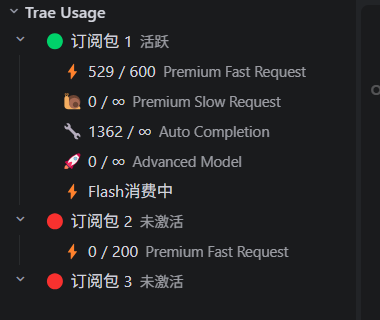 Trae Usage
订阅包 1 活跃
529 / 600 Premium Fast Request
0 / ∞ Premium Slow Request
1362 / ∞ Auto Completion
0 / ∞ Advanced Model
Flash消费中
订阅包 2 未激活
0 / 200 Premium Fast Request
订阅包 3 未激活